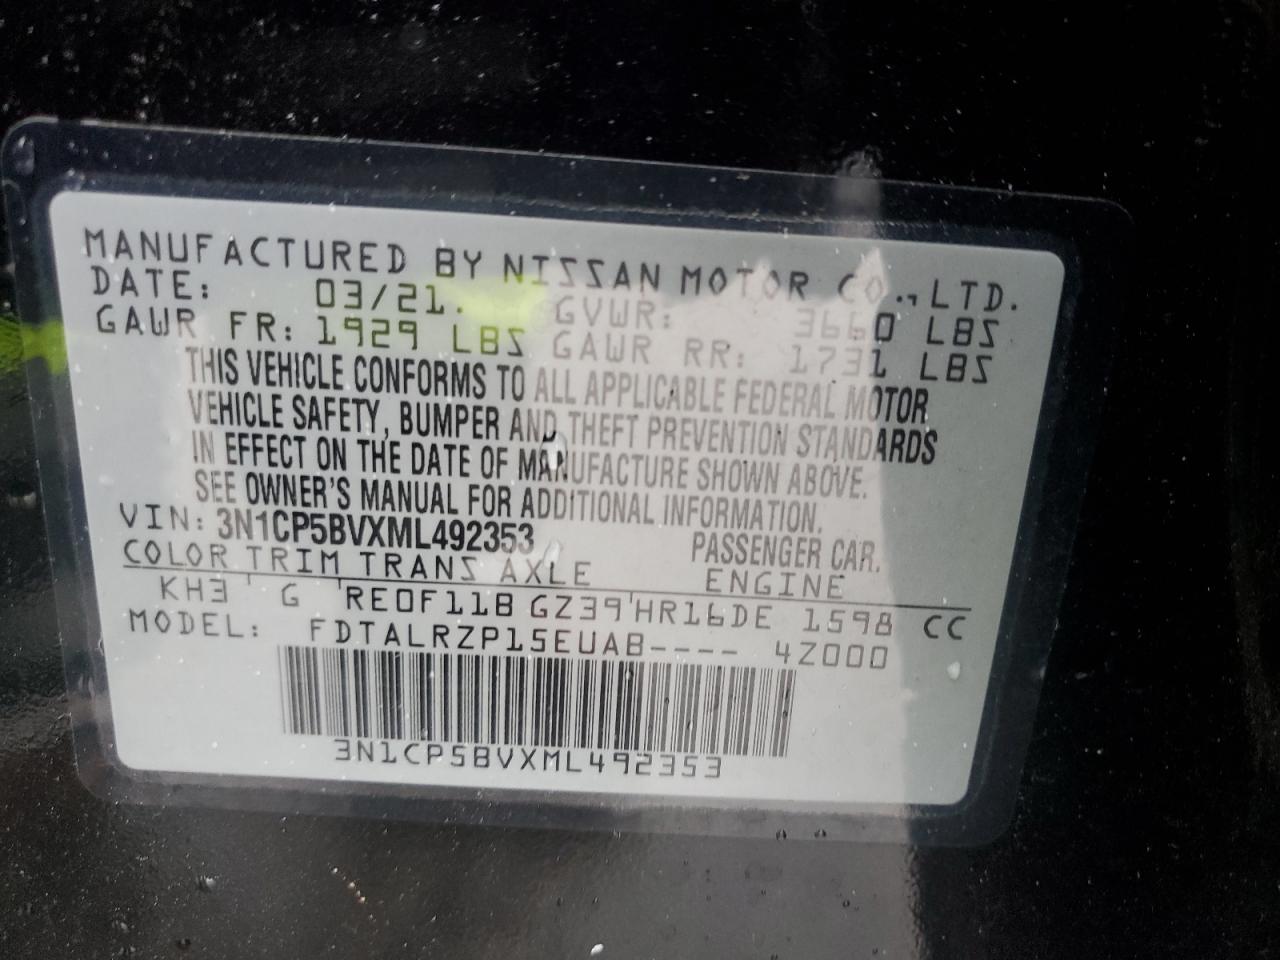 MANUFACTURED BY NISSAN MOTOR CO., LTD.
DATE: 03/21. GVWR: 3660 LBS
GAWR FR: 1929 LBS GAWR RR: 1731 LBS
THIS VEHICLE CONFORMS TO ALL APPLICABLE FEDERAL MOTOR
VEHICLE SAFETY, BUMPER AND THEFT PREVENTION STANDARDS
IN EFFECT ON THE DATE OF MANUFACTURE SHOWN ABOVE.
SEE OWNER'S MANUAL FOR ADDITIONAL INFORMATION.
VIN: 3N1CP5BVXML492353 PASSENGER CAR.
COLOR TRIM TRANS AXLE ENGINE
KH3 ' G 'RE0F11B GZ39'HR16DE 1598 CC
MODEL: FDTALRZP15EUAB---- 4Z000
3N1CP5BVXML492353